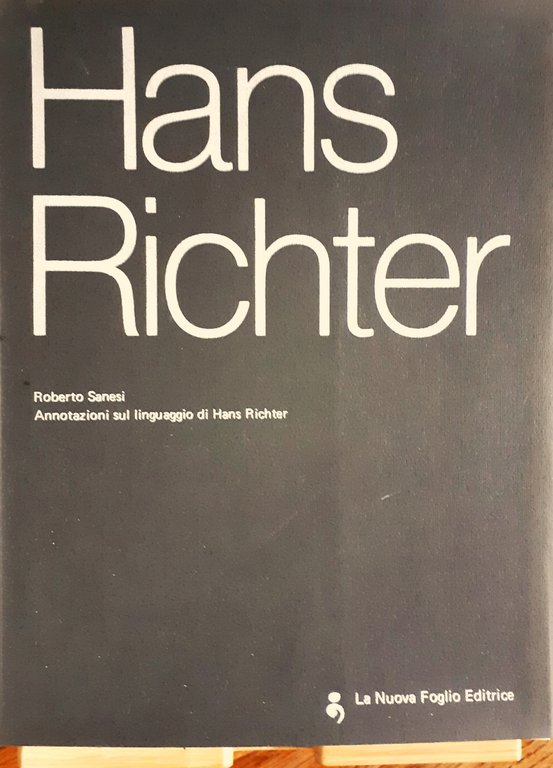 Hans
Richter
Roberto Sanesi
Annotazioni sul linguaggio di Hans Richter
La Nuova Foglio Editrice